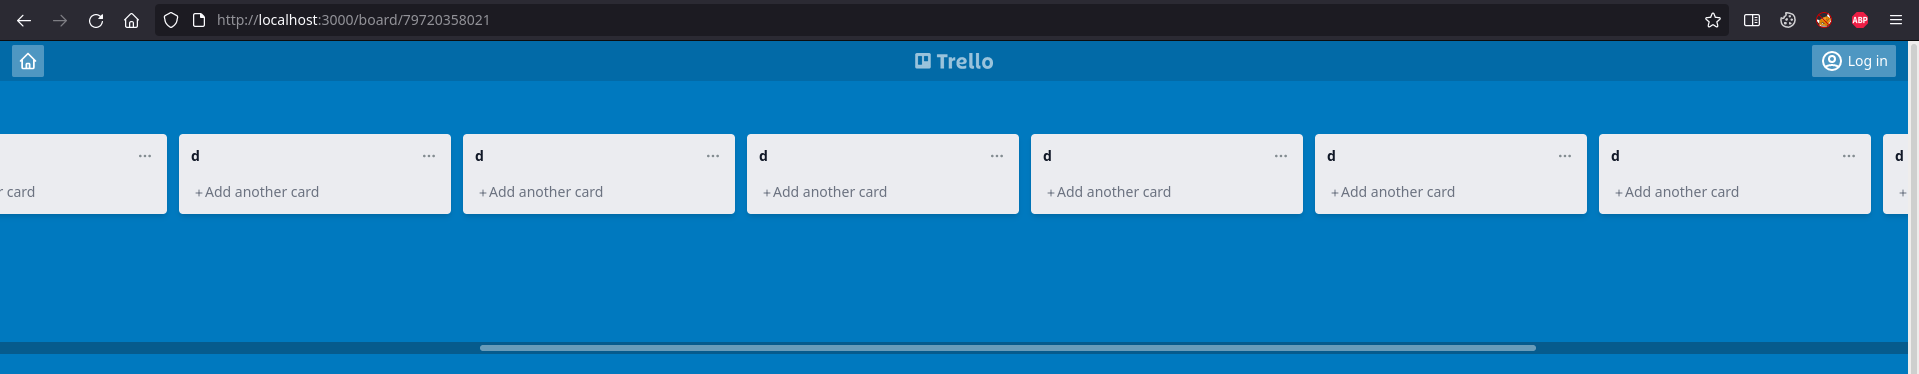 http://localhost:3000/board/79720358021
ABP
Trello
Log in
d d d d d d d
r card +Add another card +Add another card +Add another card +Add another card +Add another card +Add another card +